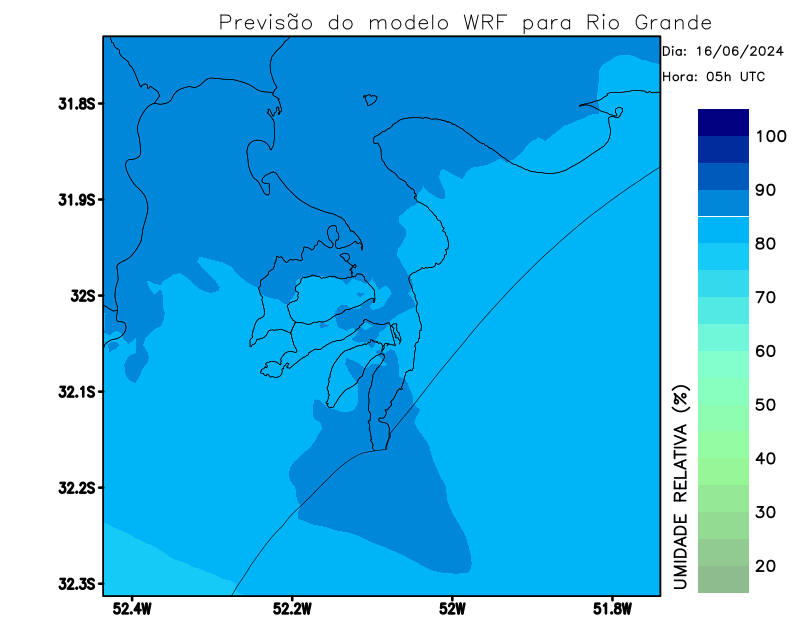 Previsão do modelo WRF para Rio Grande
Dia: 16/06/2024
Hora: 05h UTC
31.8S
31.9S
32S
32.1S
32.2S
32.3S
52.4W
52.2W
52W
51.8W
100
90
80
70
60
50
40
30
20
UMIDADE RELATIVA (%)